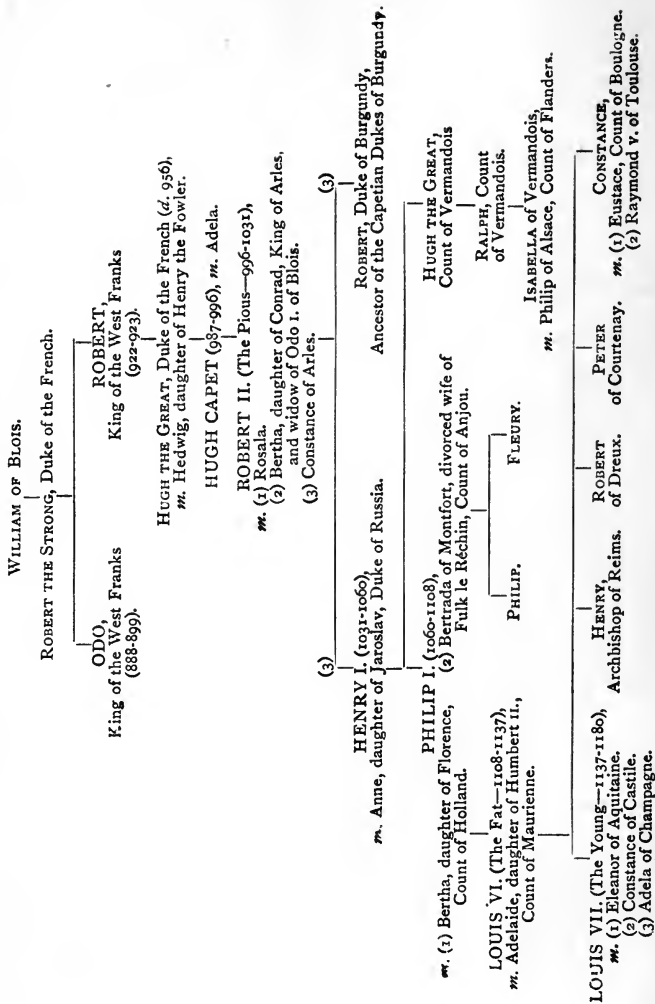 WILLIAM OF BLOIS.
ROBERT THE STRONG, Duke of the French.
ODO,
King of the West Franks
(888-899).
ROBERT,
King of the West Franks
(922-923).
HUGH THE GREAT, Duke of the French (d. 956),
m. Hedwig, daughter of Henry the Fowler.
HUGH CAPET (987-996), m. Adela.
ROBERT II. (The Pious—996-1031),
m. (1) Rosala.
(2) Bertha, daughter of Conrad, King of Arles,
and widow of Odo I. of Blois.
(3) Constance of Arles.
(3)
(3)
HENRY I. (1031-1060),
m. Anne, daughter of Jaroslav, Duke of Russia.
ROBERT, Duke of Burgundy,
Ancestor of the Capetian Dukes of Burgundy.
PHILIP I. (1060-1108),
m. (1) Bertha, daughter of Florence,
Count of Holland.
(2) Bertrada of Montfort, divorced wife of
Fulk le Réchin, Count of Anjou.
HUGH THE GREAT,
Count of Vermandois
LOUIS VI. (The Fat—1108-1137),
m. Adelaide, daughter of Humbert II.,
Count of Maurienne.
PHILIP.
FLEURY.
RALPH, Count
of Vermandois.
ISABELLA of Vermandois,
m. Philip of Alsace, Count of Flanders.
LOUIS VII. (The Young—1137-1180),
m. (1) Eleanor of Aquitaine.
(2) Constance of Castile.
(3) Adela of Champagne.
HENRY,
Archbishop of Reims.
ROBERT
of Dreux.
PETER
of Courtenay.
CONSTANCE,
m. (1) Eustace, Count of Boulogne.
(2) Raymond V. of Toulouse.